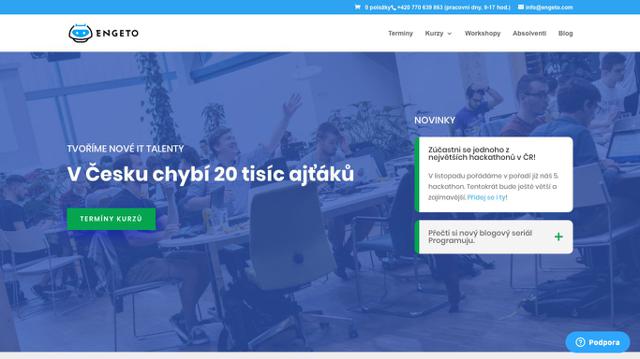 0 položky +420 770 639 863 (pracovní dny, 9-17 hod.) info@engeto.com
ENGETO
Termíny Kurzy Workshopy Absolventi Blog
NOVINKY
Zúčastni se jednoho z
největších hackathonů v ČR!
V listopadu pořádáme v pořadí již náš 5.
hackathon. Tentokrát bude ještě větší a
zajímavější. Přidej se i ty!
Přečti si nový blogový seriál
Programuju.
TVOŘÍME NOVÉ IT TALENTY
V Česku chybí 20 tisíc ajťáků
TERMÍNY KURZŮ
Podpora